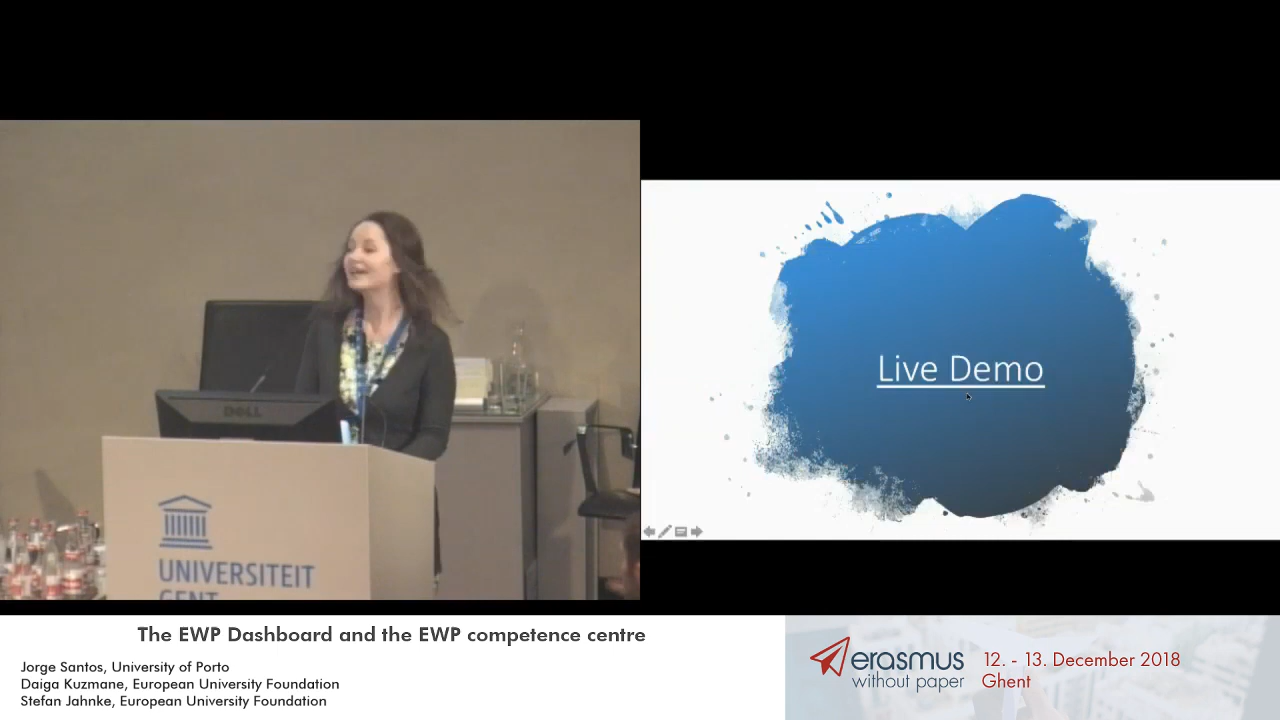 DELL
UNIVERSITEIT
GENT
Live Demo
The EWP Dashboard and the EWP competence centre
Jorge Santos, University of Porto
Daiga Kuzmane, European University Foundation
Stefan Jahnke, European University Foundation
erasmus
without paper
12. - 13. December 2018
Ghent